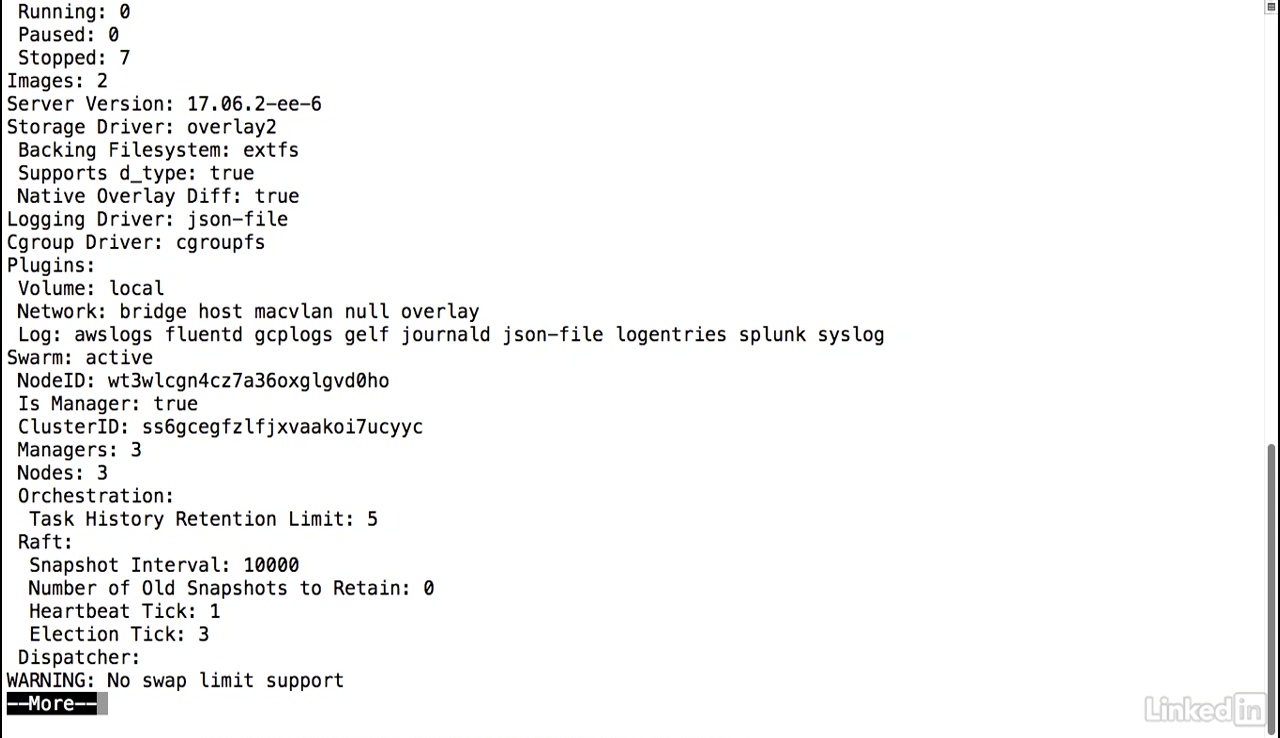 Running: 0
Paused: 0
Stopped: 7
Images: 2
Server Version: 17.06.2-ee-6
Storage Driver: overlay2
Backing Filesystem: extfs
Supports d_type: true
Native Overlay Diff: true
Logging Driver: json-file
Cgroup Driver: cgroupfs
Plugins:
Volume: local
Network: bridge host macvlan null overlay
Log: awslogs fluentd gcplogs gelf journald json-file logentries splunk syslog
Swarm: active
NodeID: wt3wlcgn4cz7a36oxglgvd0ho
Is Manager: true
ClusterID: ss6gcegfzlfjxvaakoi7ucyyc
Managers: 3
Nodes: 3
Orchestration:
Task History Retention Limit: 5
Raft:
Snapshot Interval: 10000
Number of Old Snapshots to Retain: 0
Heartbeat Tick: 1
Election Tick: 3
Dispatcher:
WARNING: No swap limit support
--More--
Linked in